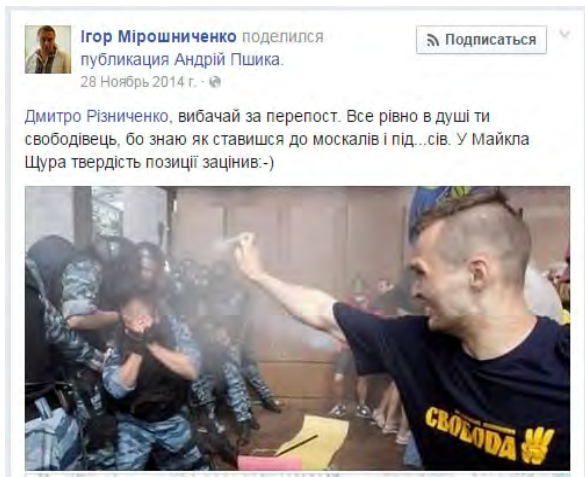 Ігор Мірошниченко поделился
публикация Андрій Пшика.
28 Ноябрь 2014 г. ·
Подписаться
Дмитро Різниченко, вибачай за перепост. Все рівно в душі ти
свободівець, бо знаю як ставишся до москалів і під...сів. У Майкла
Щура твердість позиції зацінив:-)
СВОБОДА